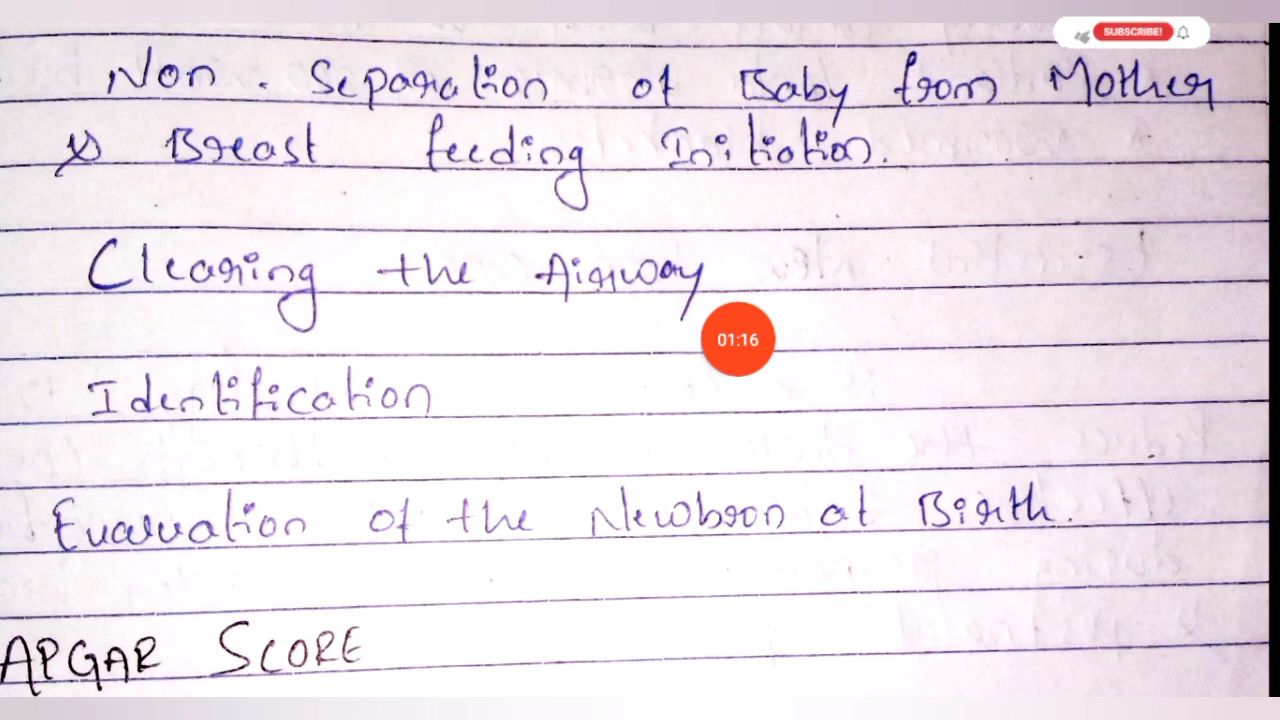 SUBSCRIBE!
Non. Separation of Baby from Mother
& Breast feeding Initiation.
Clearing the Airway
01:16
Identification
Evaluation of the Newbron at Birth.
APGAR SCORE